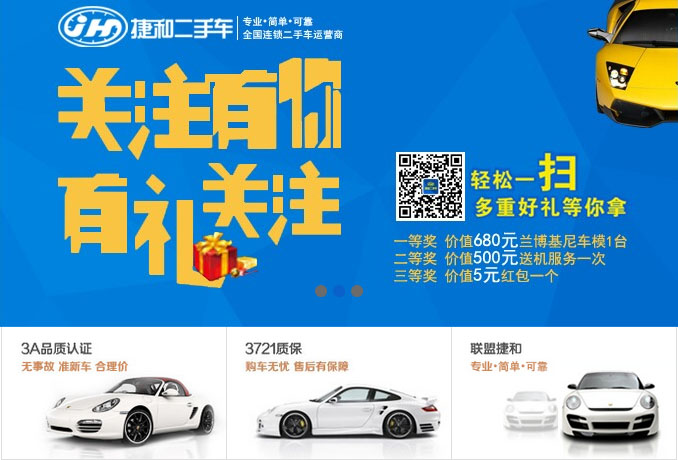 JH
捷和二手车
专业·简单·可靠
全国连锁二手车运营商
关注有你
有礼关注
轻松一扫
多重好礼等你拿
一等奖 价值680元兰博基尼车模1台
二等奖 价值500元送机服务一次
三等奖 价值5元红包一个
3A品质认证
无事故 准新车 合理价
3721质保
购车无忧 售后有保障
联盟捷和
专业·简单·可靠